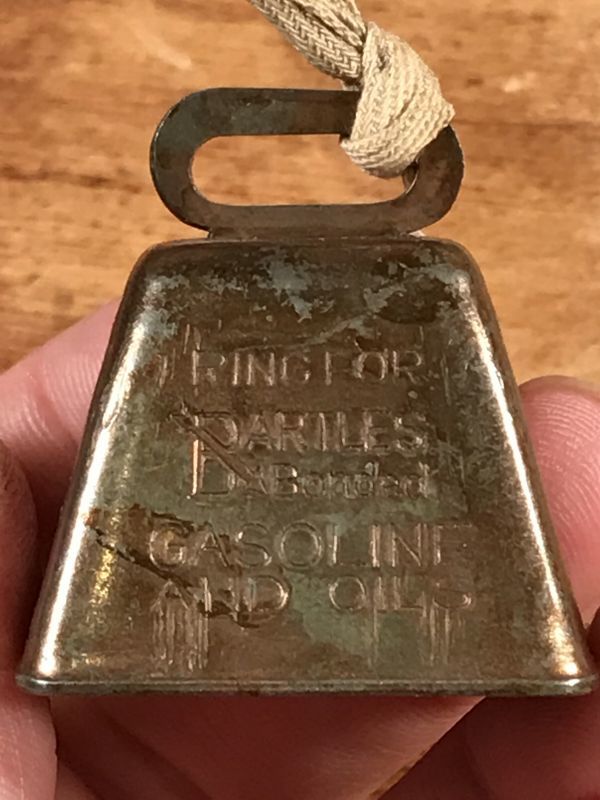 RING FOR
BARTLES
Bonded
GASOLINE
AND OILS